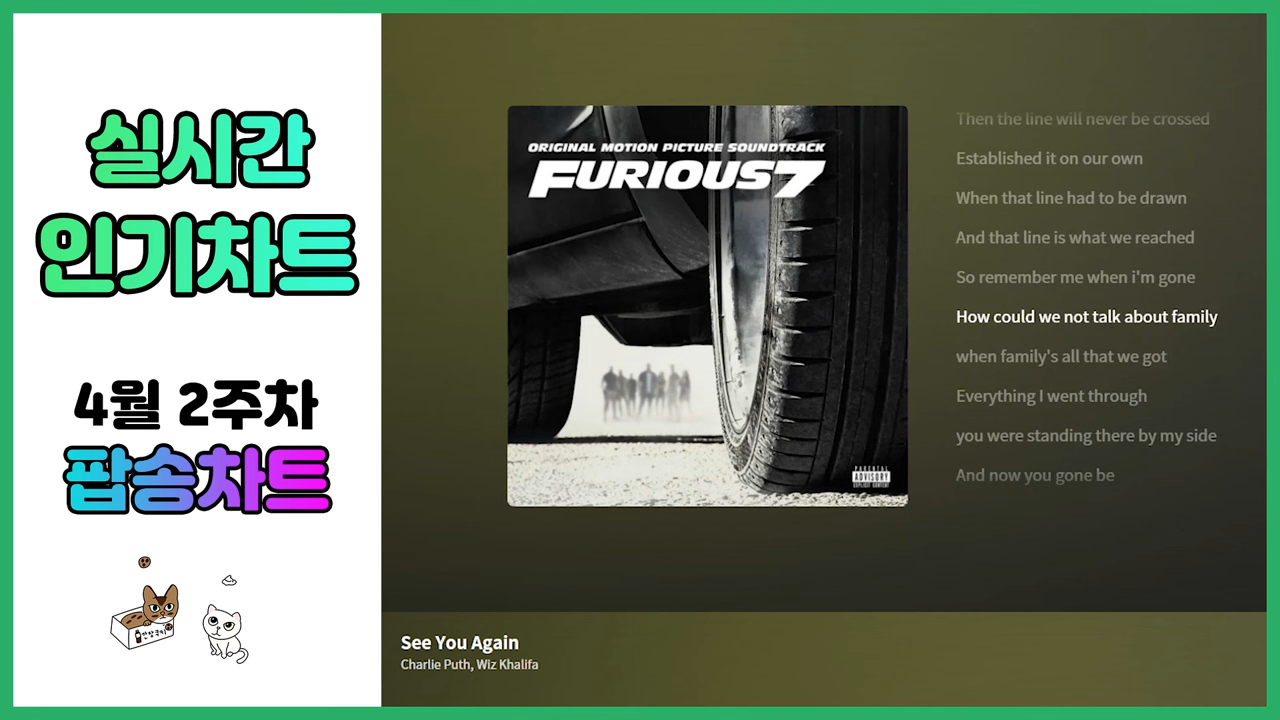 실시간
인기차트
4월 2주차
팝송차트
ORIGINAL MOTION PICTURE SOUNDTRACK
FURIOUS 7
PARENTAL
ADVISORY
EXPLICIT CONTENT
Then the line will never be crossed
Established it on our own
When that line had to be drawn
And that line is what we reached
So remember me when i'm gone
How could we not talk about family
when family's all that we got
Everything I went through
you were standing there by my side
And now you gone be
See You Again
Charlie Puth, Wiz Khalifa